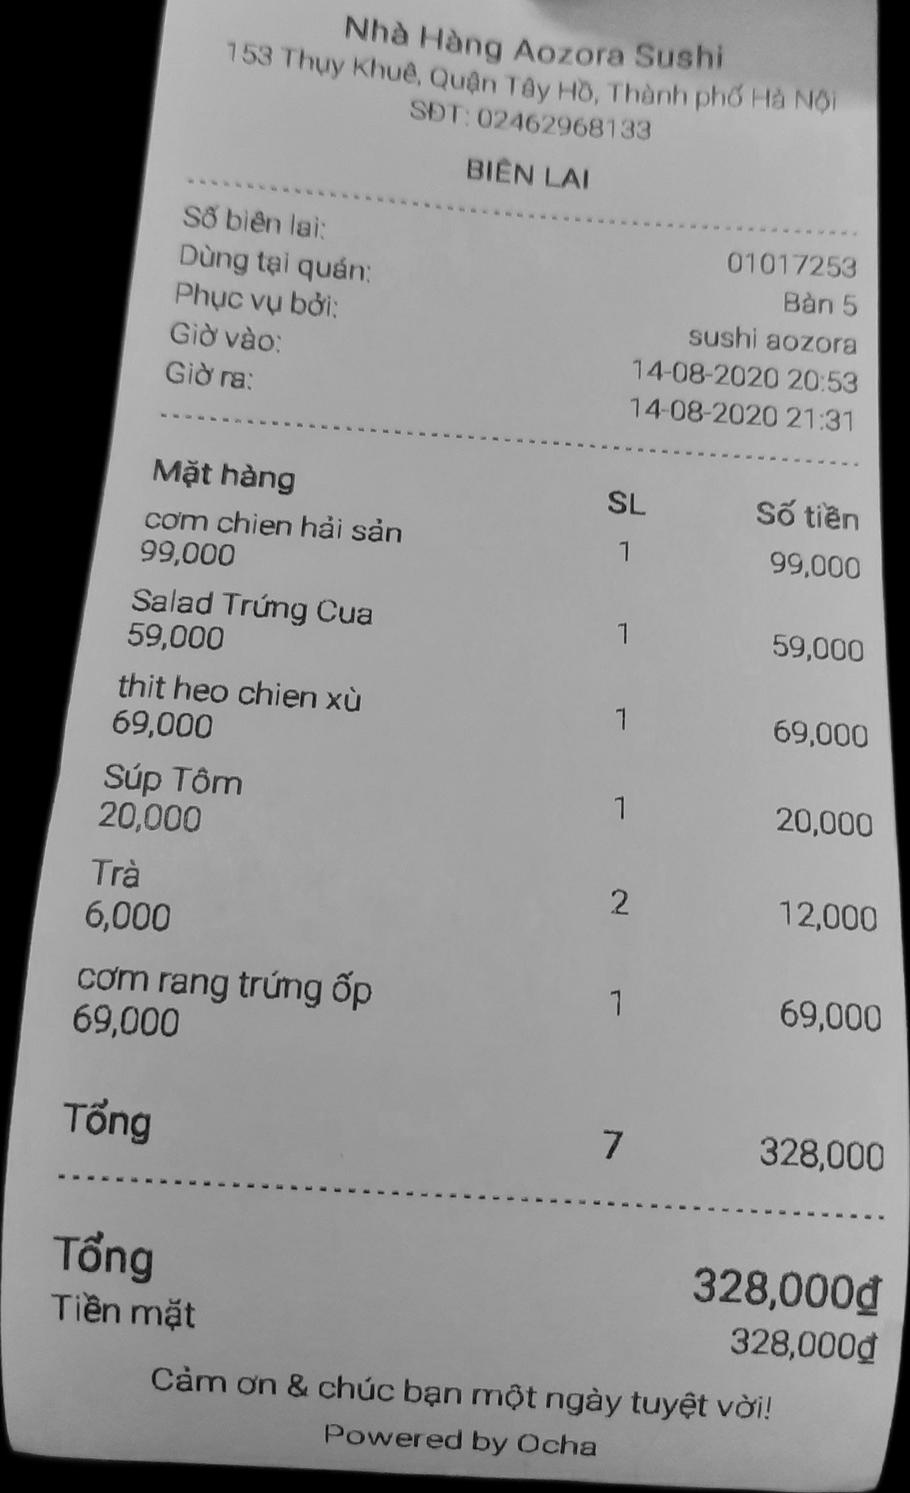 Nhà Hàng Aozora Sushi
153 Thụy Khuê, Quận Tây Hồ, Thành phố Hà Nội
SĐT: 02462968133
BIÊN LAI
Số biên lai: 01017253
Dùng tại quán: Bàn 5
Phục vụ bởi: sushi aozora
Giờ vào: 14-08-2020 20:53
Giờ ra: 14-08-2020 21:31
Mặt hàng SL Số tiền
cơm chien hải sản 1 99,000
99,000
Salad Trứng Cua 1 59,000
59,000
thit heo chien xù 1 69,000
69,000
Súp Tôm 1 20,000
20,000
Trà 2 12,000
6,000
cơm rang trứng ốp 1 69,000
69,000
Tổng 7 328,000
Tổng 328,000₫
Tiền mặt 328,000₫
Cảm ơn & chúc bạn một ngày tuyệt vời!
Powered by Ocha